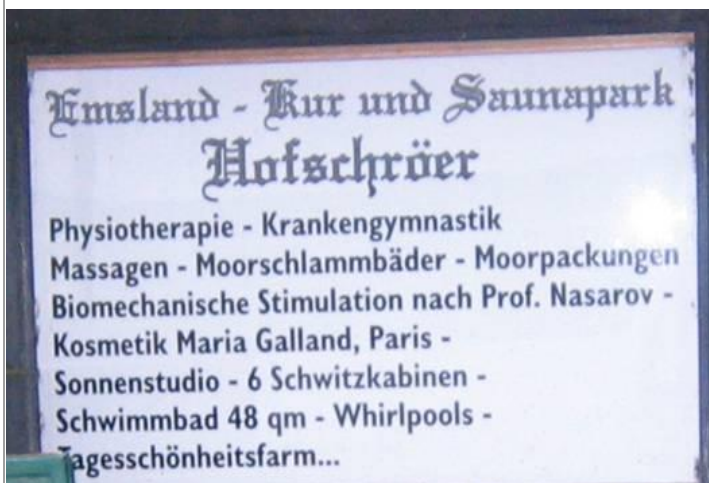 Emsland - Kur und Saunapark
Hofschröer
Physiotherapie - Krankengymnastik
Massagen - Moorschlammbäder - Moorpackungen
Biomechanische Stimulation nach Prof. Nasarov -
Kosmetik Maria Galland, Paris -
Sonnenstudio - 6 Schwitzkabinen -
Schwimmbad 48 qm - Whirlpools -
Tagesschönheitsfarm...